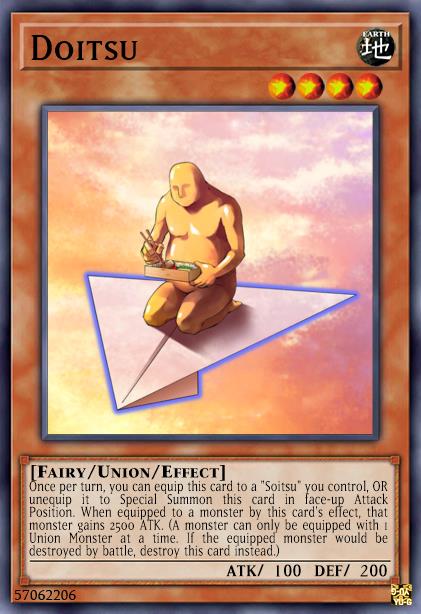 Doitsu
EARTH
地
[Fairy/Union/Effect]
Once per turn, you can equip this card to a "Soitsu" you control, OR
unequip it to Special Summon this card in face-up Attack
Position. When equipped to a monster by this card's effect, that
monster gains 2500 ATK. (A monster can only be equipped with 1
Union Monster at a time. If the equipped monster would be
destroyed by battle, destroy this card instead.)
ATK/ 100 DEF/ 200
57062206